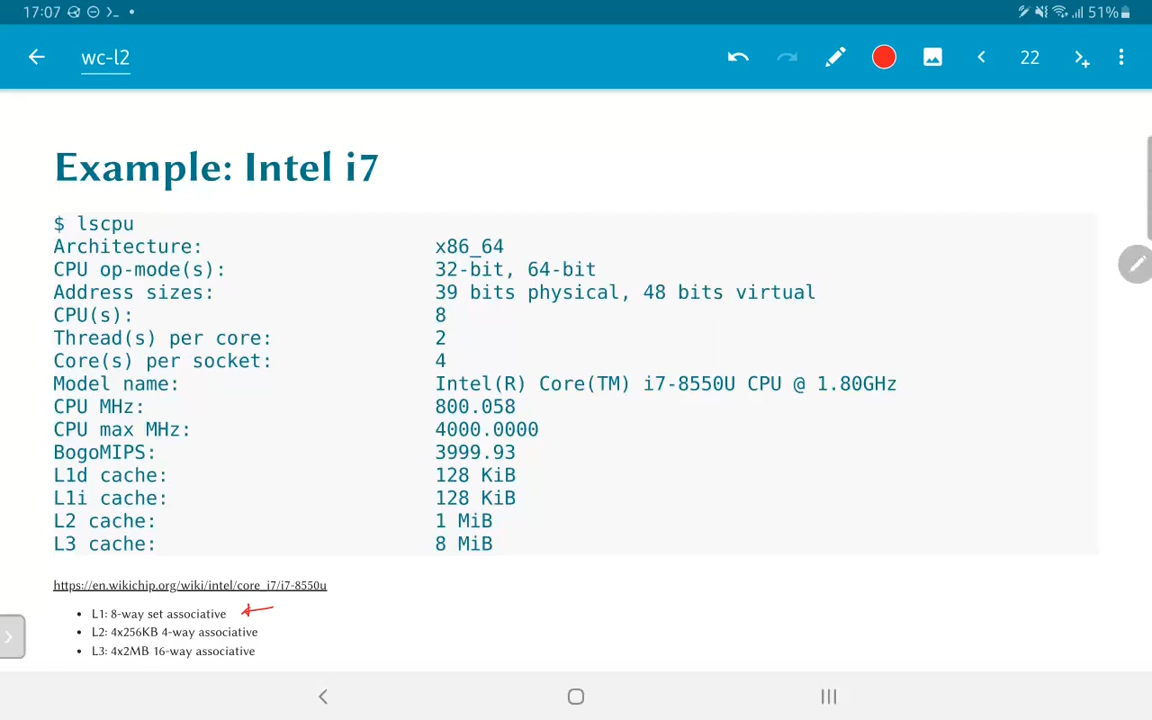 17:07 51%
wc-l2 22
Example: Intel i7
$ lscpu
Architecture: x86_64
CPU op-mode(s): 32-bit, 64-bit
Address sizes: 39 bits physical, 48 bits virtual
CPU(s): 8
Thread(s) per core: 2
Core(s) per socket: 4
Model name: Intel(R) Core(TM) i7-8550U CPU @ 1.80GHz
CPU MHz: 800.058
CPU max MHz: 4000.0000
BogoMIPS: 3999.93
L1d cache: 128 KiB
L1i cache: 128 KiB
L2 cache: 1 MiB
L3 cache: 8 MiB
https://en.wikichip.org/wiki/intel/core_i7/i7-8550u
• L1: 8-way set associative
• L2: 4x256KB 4-way associative
• L3: 4x2MB 16-way associative